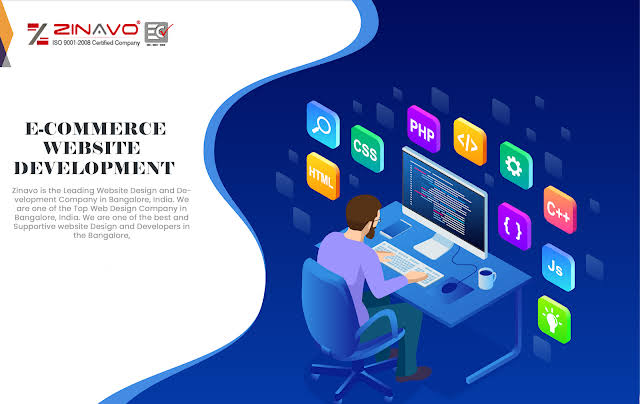 ZINAVO
ISO 9001-2008 Certified Company
E-COMMERCE
WEBSITE
DEVELOPMENT
Zinavo is the Leading Website Design and De-
velopment Company in Bangalore, India. We
are one of the Top Web Design Company in
Bangalore, India. We are one of the best and
Supportive website Design and Developers in
the Bangalore,
PHP
</>
CSS
HTML
{ }
C++
Js